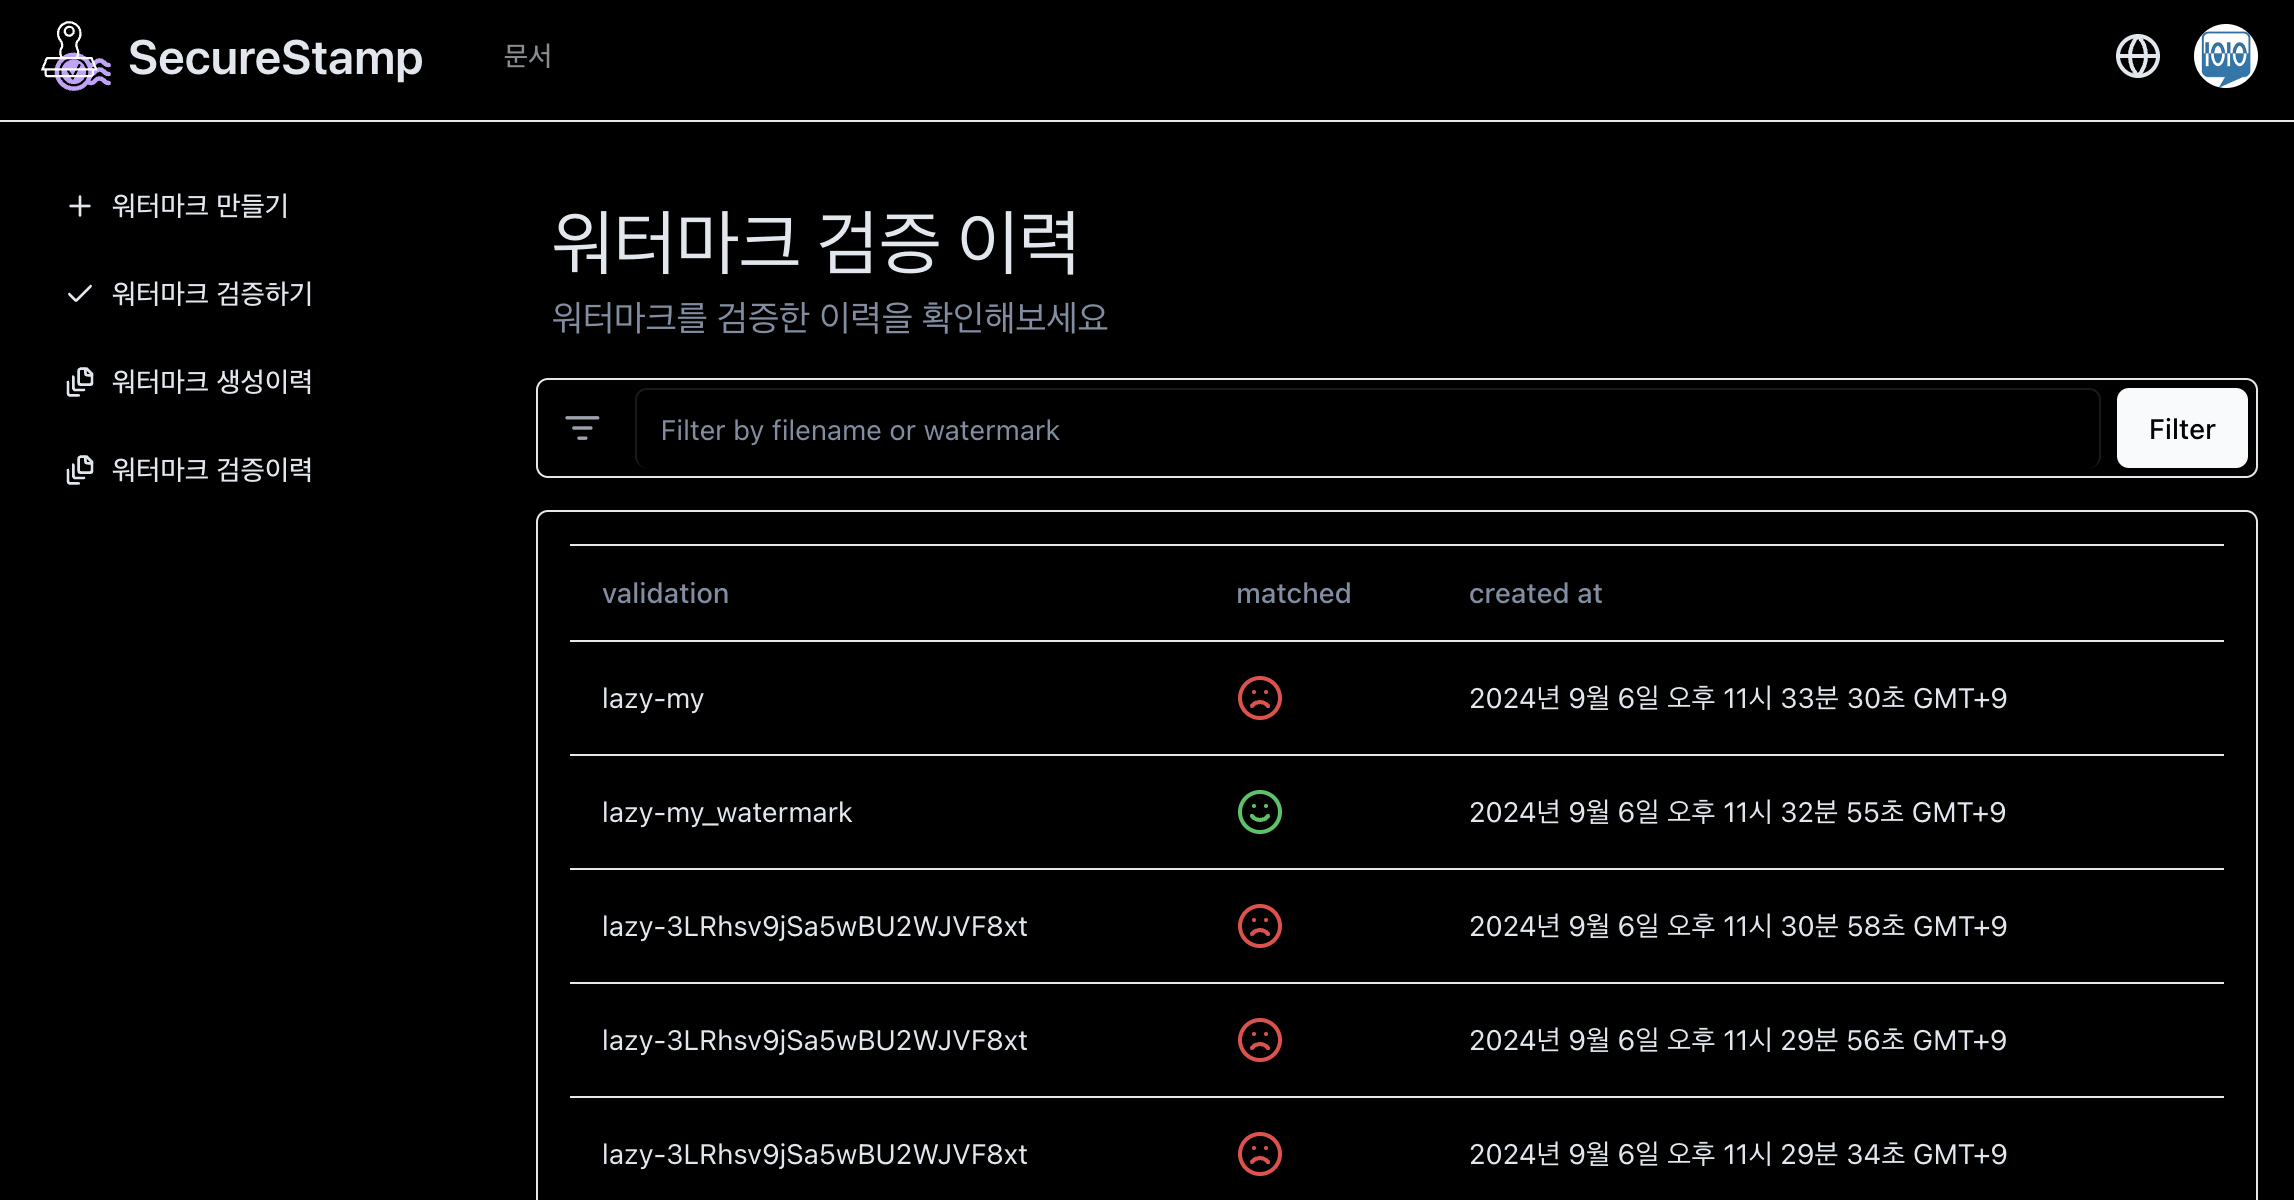 SecureStamp
문서
IOIO
워터마크 만들기
워터마크 검증하기
워터마크 생성이력
워터마크 검증이력
워터마크 검증 이력
워터마크를 검증한 이력을 확인해보세요
Filter by filename or watermark
Filter
validation matched created at
lazy-my 2024년 9월 6일 오후 11시 33분 30초 GMT+9
lazy-my_watermark 2024년 9월 6일 오후 11시 32분 55초 GMT+9
lazy-3LRhsv9jSa5wBU2WJVF8xt 2024년 9월 6일 오후 11시 30분 58초 GMT+9
lazy-3LRhsv9jSa5wBU2WJVF8xt 2024년 9월 6일 오후 11시 29분 56초 GMT+9
lazy-3LRhsv9jSa5wBU2WJVF8xt 2024년 9월 6일 오후 11시 29분 34초 GMT+9